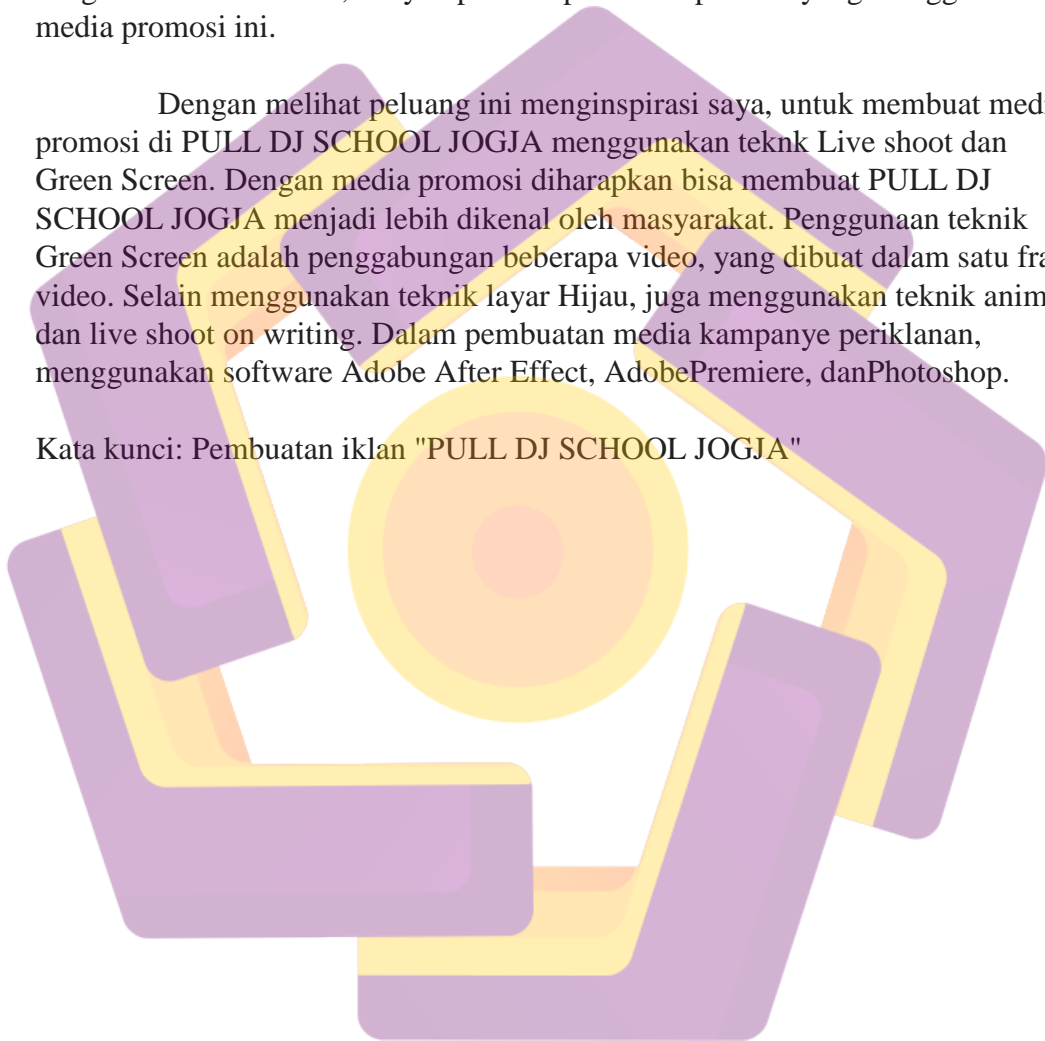 media promosi ini.
Dengan melihat peluang ini menginspirasi saya, untuk membuat
promosi di PULL DJ SCHOOL JOGJA menggunakan teknk Live shoot dan
Green Screen. Dengan media promosi diharapkan bisa membuat PULL DJ
SCHOOL JOGJA menjadi lebih dikenal oleh masyarakat. Penggunaan teknik
Green Screen adalah penggabungan beberapa video, yang dibuat dalam satu
video. Selain menggunakan teknik layar Hijau, juga menggunakan teknik
dan live shoot on writing. Dalam pembuatan media kampanye periklanan,
menggunakan software Adobe After Effect, AdobePremiere, danPhotoshop.
Kata kunci: Pembuatan iklan "PULL DJ SCHOOL JOGJA"